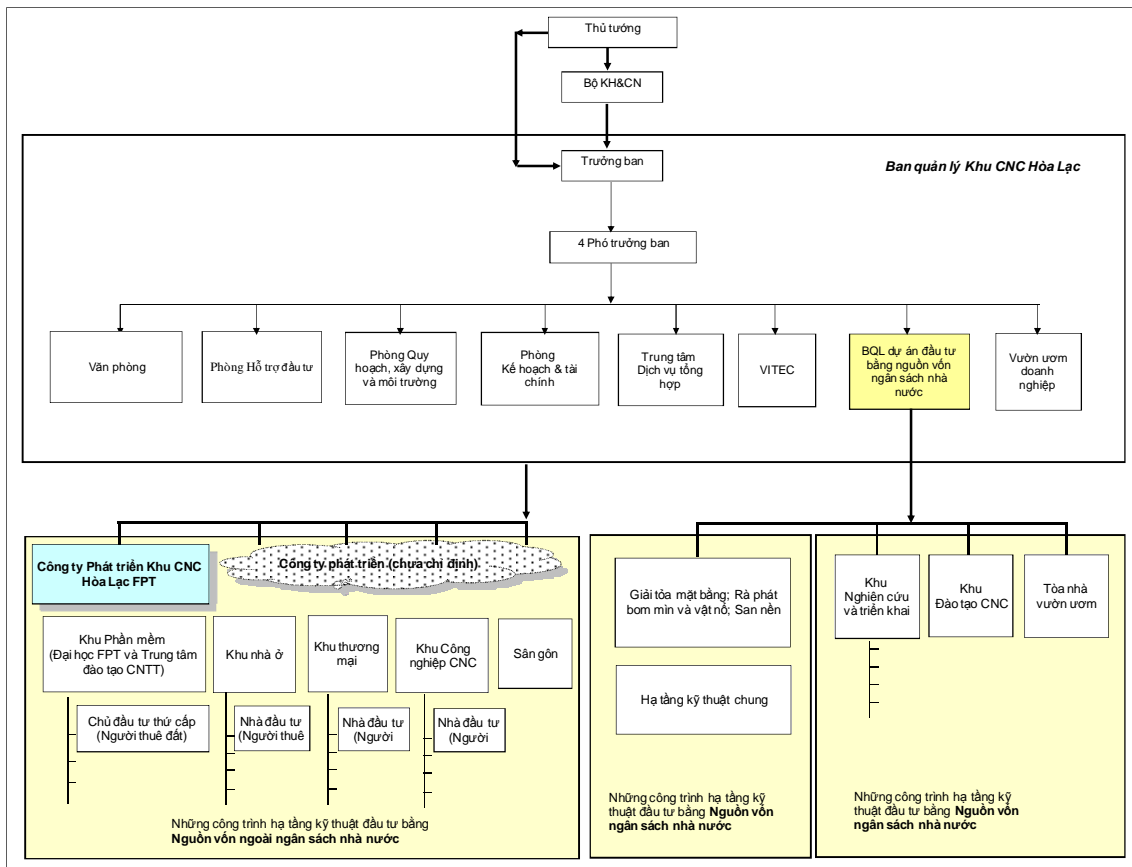 Thủ tướng
Bộ KH&CN
Trưởng ban
Ban quản lý Khu CNC Hòa Lạc
4 Phó trưởng ban
Văn phòng
Phòng Hỗ trợ đầu tư
Phòng Quy
hoạch, xây dựng
và môi trường
Phòng
Kế hoạch & tài
chính
Trung tâm
Dịch vụ tổng
hợp
VITEC
BQL dự án đầu tư
bằng nguồn vốn
ngân sách nhà
nước
Vườn ươm
doanh
nghiệp
Công ty Phát triển Khu CNC
Hòa Lạc FPT
Công ty phát triển (chưa chỉ định)
Khu Phần mềm
(Đại học FPT và Trung tâm
đào tạo CNTT)
Khu nhà ở
Khu thương
mại
Khu Công
nghiệp CNC
Sân gôn
Chủ đầu tư thứ cấp
(Người thuê đất)
Nhà đầu tư
(Người thuê
Nhà đầu tư
(Người
Nhà đầu tư
(Người
Những công trình hạ tầng kỹ thuật đầu tư bằng
Nguồn vốn ngoài ngân sách nhà nước
Giải tỏa mặt bằng; Rà phát
bom mìn và vật nổ; San nền
Hạ tầng kỹ thuật chung
Những công trình hạ tầng kỹ
thuật đầu tư bằng Nguồn vốn
ngân sách nhà nước
Khu
Nghiên cứu
và triển khai
Khu
Đào tạo CNC
Tòa nhà
vườn ươm
Những công trình hạ tầng kỹ
thuật đầu tư bằng Nguồn vốn
ngân sách nhà nước